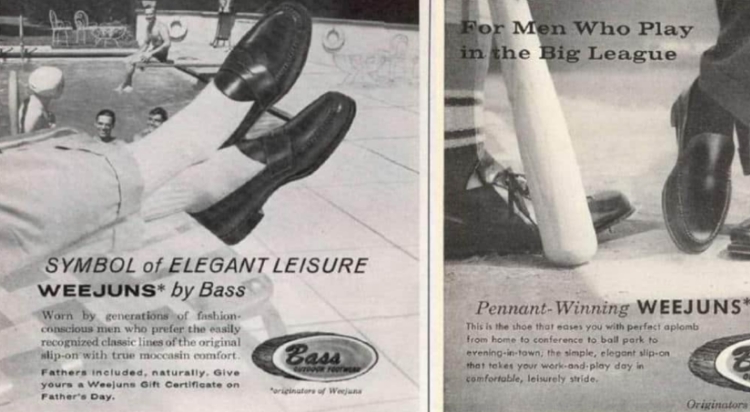 SYMBOL of ELEGANT LEISURE
WEEJUNS* by Bass
Worn by generations of fashion-
conscious men who prefer the easily
recognized classic lines of the original
slip-on with true moccasin comfort.
Fathers included, naturally. Give
yours a Weejuns Gift Certificate on
Father's Day.
Bass
OUTDOOR FOOTWEAR
*originators of Weejuns
For Men Who Play
in the Big League
Pennant-Winning WEEJUNS*
This is the shoe that eases you with perfect aplomb
from home to conference to ball park to
evening-in-town, the simple, elegant slip-on
that takes your work-and-play day in
comfortable, leisurely stride.
Originators